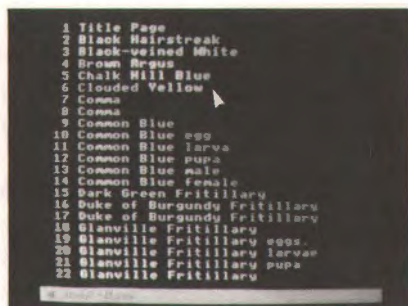 1 Title Page
2 Black Hairstreak
3 Black-veined White
4 Brown Argus
5 Chalk Hill Blue
6 Clouded Yellow
7 Comma
8 Comma
9 Common Blue
10 Common Blue egg
11 Common Blue larva
12 Common Blue pupa
13 Common Blue male
14 Common Blue female
15 Dark Green Fritillary
16 Duke of Burgundy Fritillary
17 Duke of Burgundy Fritillary
18 Glanville Fritillary
19 Glanville Fritillary eggs.
20 Glanville Fritillary larvae
21 Glanville Fritillary pupa
22 Glanville Fritillary